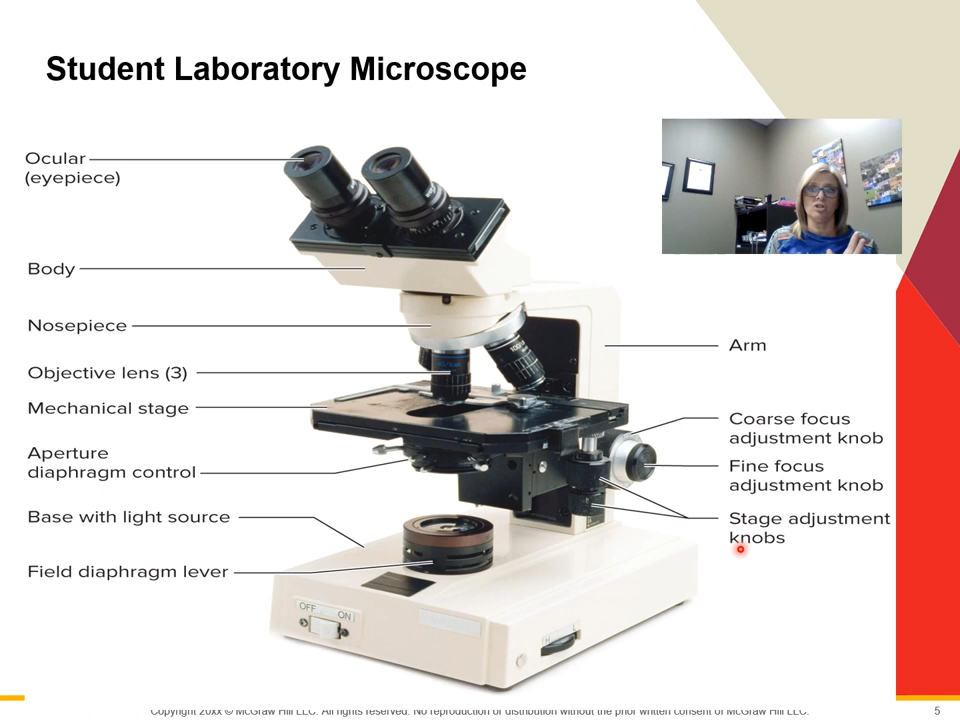 Student Laboratory Microscope
Ocular
(eyepiece)
Body
Nosepiece
Objective lens (3)
Mechanical stage
Aperture
diaphragm control
Base with light source
Field diaphragm lever
Arm
Coarse focus
adjustment knob
Fine focus
adjustment knob
Stage adjustment
knobs
OFF ON
H L
Copyright 20xx © McGraw Hill LLC. All rights reserved. No reproduction or distribution without the prior written consent of McGraw Hill LLC.
5